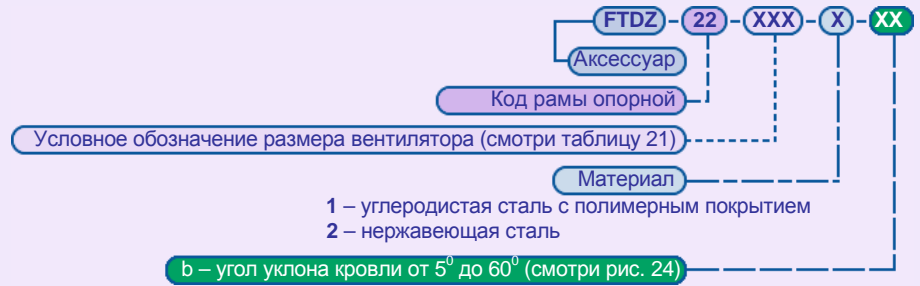 FTDZ - 22 - XXX - X - XX
Аксессуар
Код рамы опорной
Условное обозначение размера вентилятора (смотри таблицу 21)
Материал
1 – углеродистая сталь с полимерным покрытием
2 – нержавеющая сталь
b – угол уклона кровли от 5⁰ до 60⁰ (смотри рис. 24)